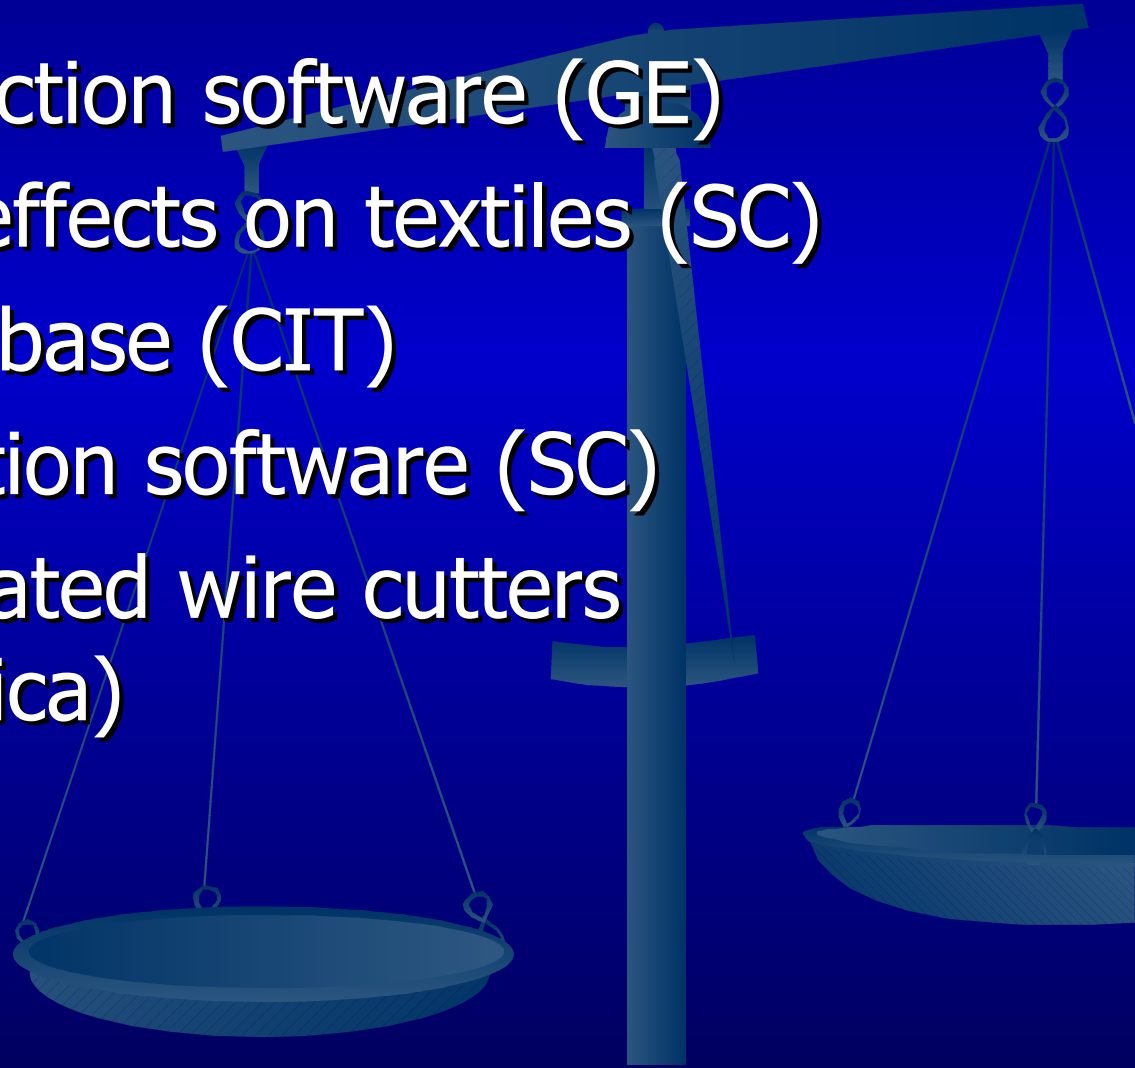 ction software (GE)
effects on textiles (SC)
base (CIT)
tion software (SC)
ated wire cutters
ica)